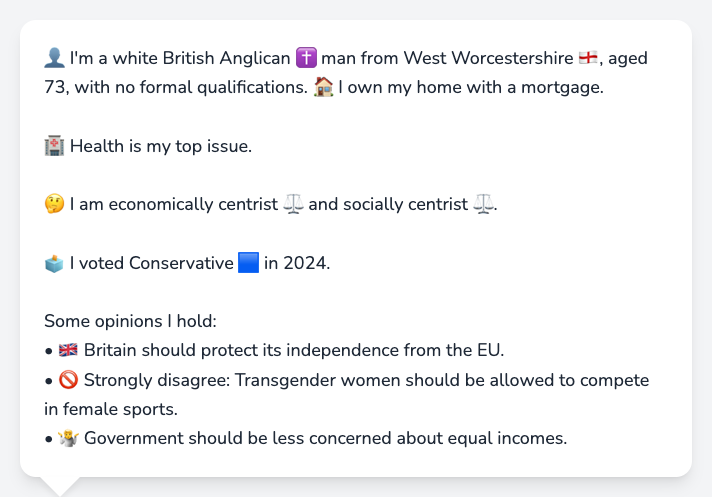 👤 I'm a white British Anglican ✝️ man from West Worcestershire 🏴󠁧󠁢󠁥󠁮󠁧󠁿, aged
73, with no formal qualifications. 🏠 I own my home with a mortgage.
🏥 Health is my top issue.
🤔 I am economically centrist ⚖️ and socially centrist ⚖️.
🗳️ I voted Conservative 🟦 in 2024.
Some opinions I hold:
• 🇬🇧 Britain should protect its independence from the EU.
• 🚫 Strongly disagree: Transgender women should be allowed to compete
in female sports.
• 🤷 Government should be less concerned about equal incomes.